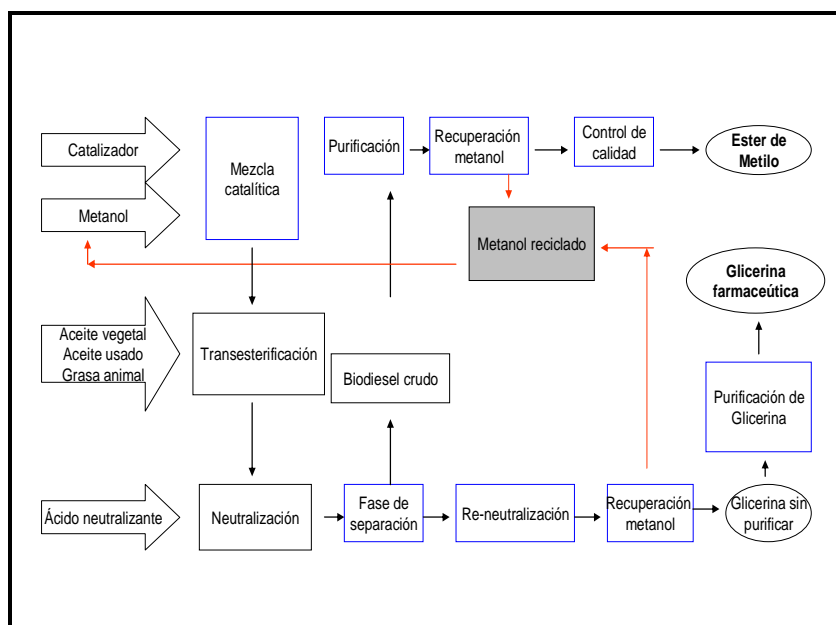 Catalizador
Metanol
Mezcla
catalítica
Purificación
Recuperación
metanol
Control de
calidad
Ester de
Metilo
Metanol reciclado
Glicerina
farmaceútica
Aceite vegetal
Aceite usado
Grasa animal
Transesterificación
Biodiesel crudo
Purificación de
Glicerina
Ácido neutralizante
Neutralización
Fase de
separación
Re-neutralización
Recuperación
metanol
Glicerina sin
purificar